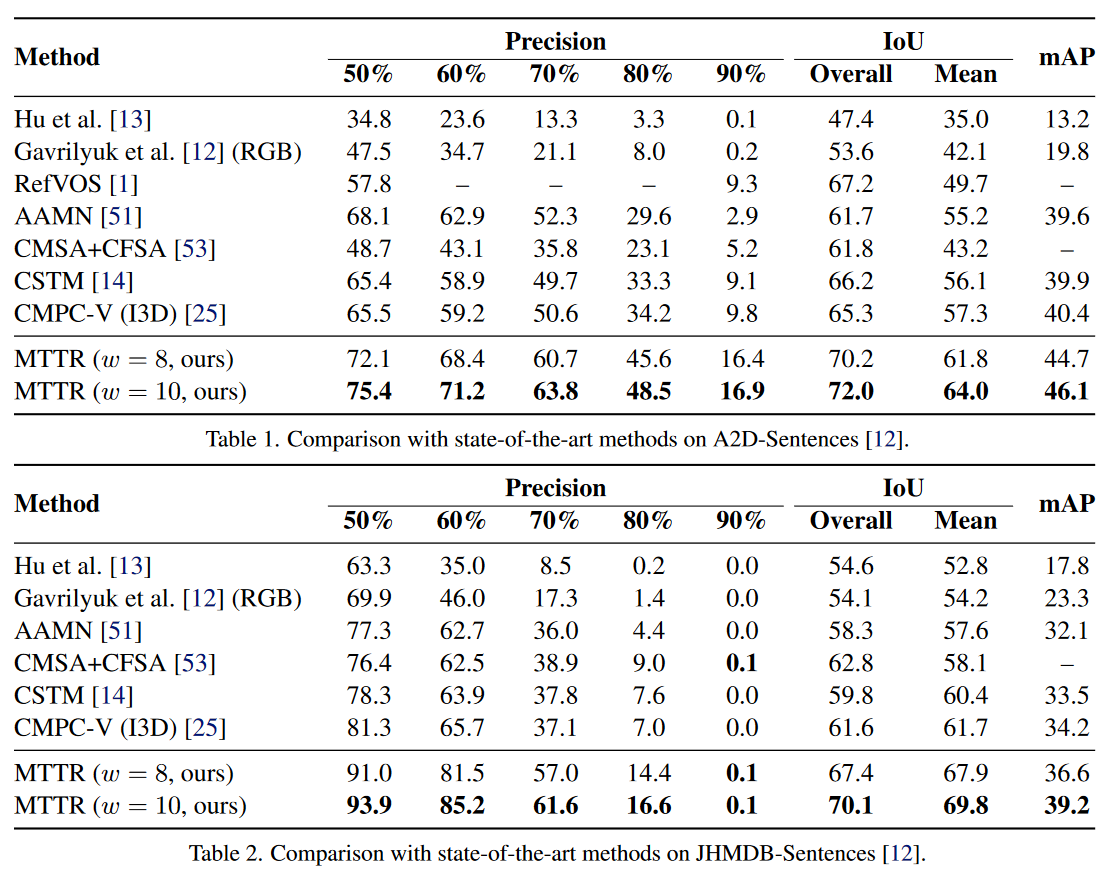 Method Precision IoU mAP
50% 60% 70% 80% 90% Overall Mean
Hu et al. [13] 34.8 23.6 13.3 3.3 0.1 47.4 35.0 13.2
Gavrilyuk et al. [12] (RGB) 47.5 34.7 21.1 8.0 0.2 53.6 42.1 19.8
RefVOS [1] 57.8 – – – 9.3 67.2 49.7 –
AAMN [51] 68.1 62.9 52.3 29.6 2.9 61.7 55.2 39.6
CMSA+CFSA [53] 48.7 43.1 35.8 23.1 5.2 61.8 43.2 –
CSTM [14] 65.4 58.9 49.7 33.3 9.1 66.2 56.1 39.9
CMPC-V (I3D) [25] 65.5 59.2 50.6 34.2 9.8 65.3 57.3 40.4
MTTR (w = 8, ours) 72.1 68.4 60.7 45.6 16.4 70.2 61.8 44.7
MTTR (w = 10, ours) 75.4 71.2 63.8 48.5 16.9 72.0 64.0 46.1
Table 1. Comparison with state-of-the-art methods on A2D-Sentences [12].
Method Precision IoU mAP
50% 60% 70% 80% 90% Overall Mean
Hu et al. [13] 63.3 35.0 8.5 0.2 0.0 54.6 52.8 17.8
Gavrilyuk et al. [12] (RGB) 69.9 46.0 17.3 1.4 0.0 54.1 54.2 23.3
AAMN [51] 77.3 62.7 36.0 4.4 0.0 58.3 57.6 32.1
CMSA+CFSA [53] 76.4 62.5 38.9 9.0 0.1 62.8 58.1 –
CSTM [14] 78.3 63.9 37.8 7.6 0.0 59.8 60.4 33.5
CMPC-V (I3D) [25] 81.3 65.7 37.1 7.0 0.0 61.6 61.7 34.2
MTTR (w = 8, ours) 91.0 81.5 57.0 14.4 0.1 67.4 67.9 36.6
MTTR (w = 10, ours) 93.9 85.2 61.6 16.6 0.1 70.1 69.8 39.2
Table 2. Comparison with state-of-the-art methods on JHMDB-Sentences [12].